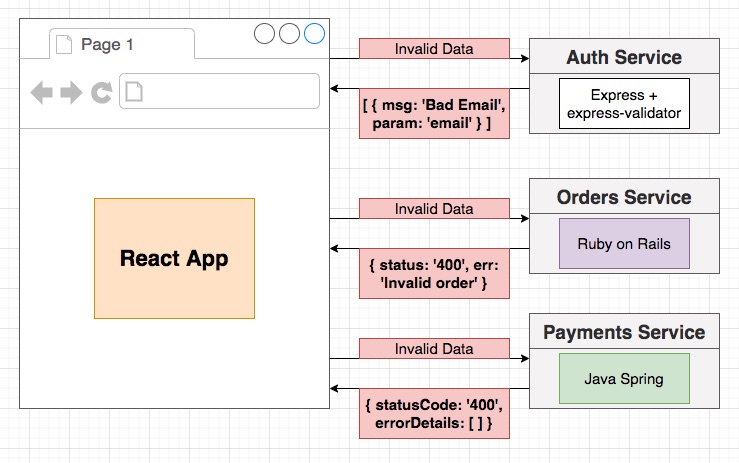 Page 1
React App
Invalid Data
[ { msg: 'Bad Email',
param: 'email' } ]
Auth Service
Express +
express-validator
Invalid Data
{ status: '400', err:
'Invalid order' }
Orders Service
Ruby on Rails
Invalid Data
{ statusCode: '400',
errorDetails: [ ] }
Payments Service
Java Spring